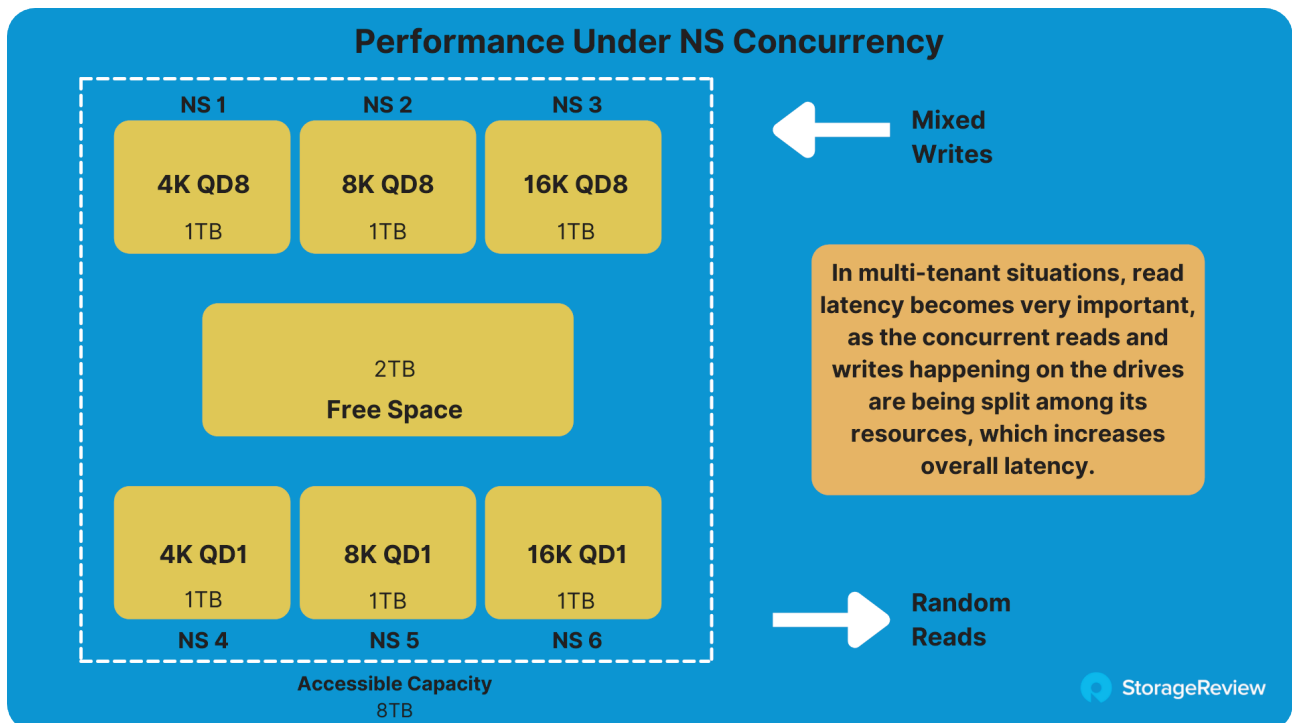 Performance Under NS Concurrency
NS 1
NS 2
NS 3
4K QD8
1TB
8K QD8
1TB
16K QD8
1TB
Mixed
Writes
2TB
Free Space
In multi-tenant situations, read
latency becomes very important,
as the concurrent reads and
writes happening on the drives
are being split among its
resources, which increases
overall latency.
4K QD1
1TB
8K QD1
1TB
16K QD1
1TB
NS 4
NS 5
NS 6
Random
Reads
Accessible Capacity
8TB
StorageReview